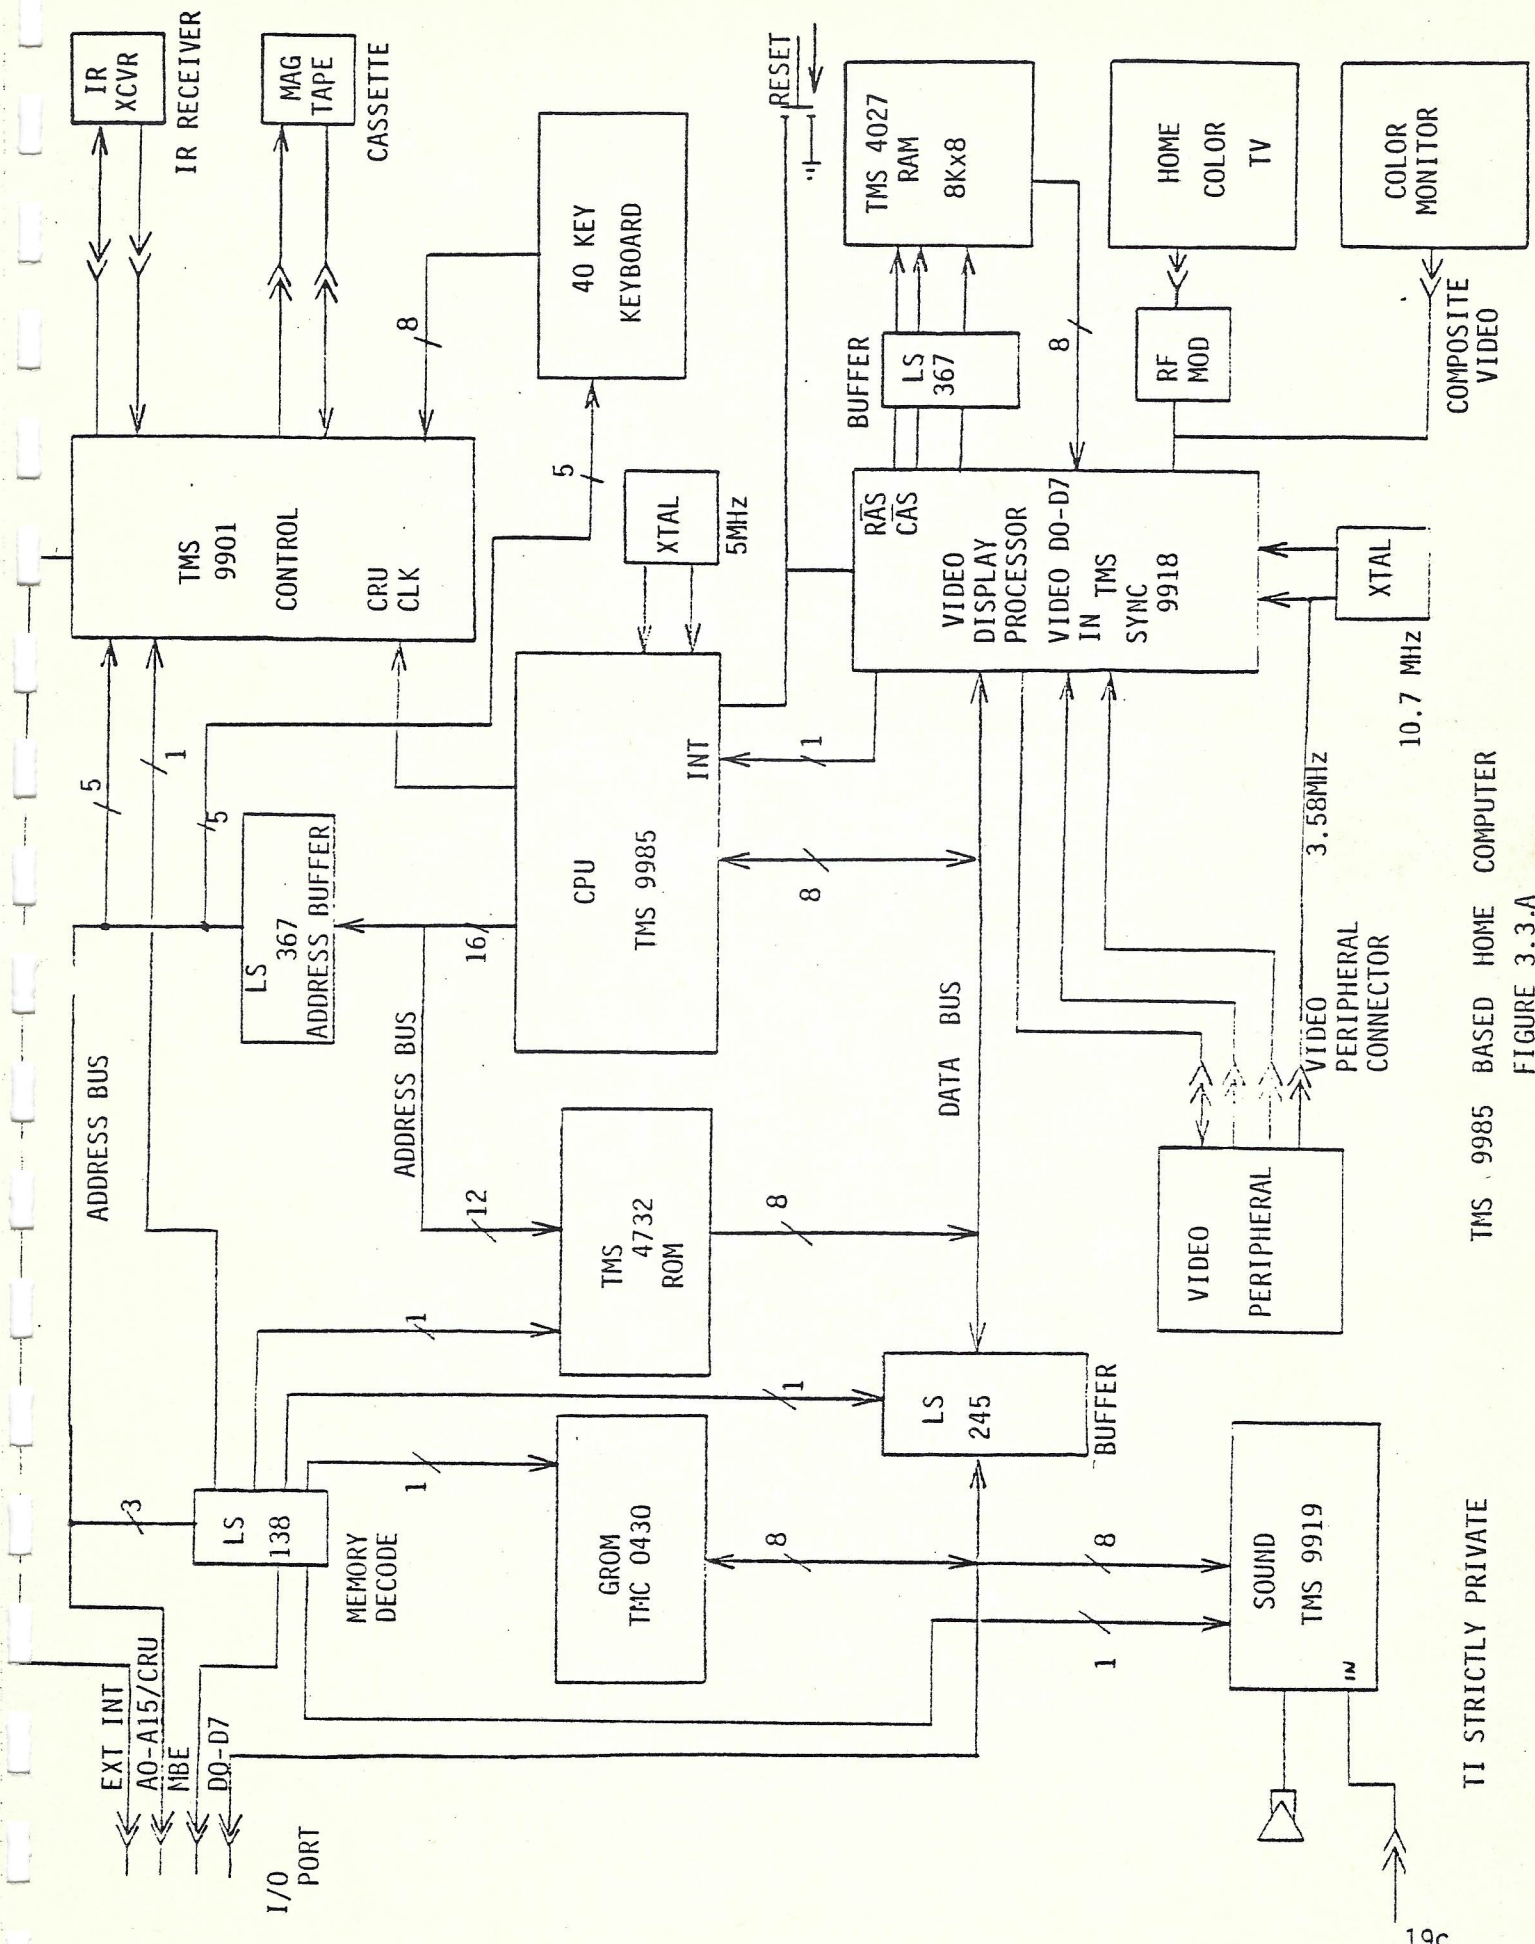 EXT INT
A0-A15/CRU
MBE
D0-D7
I/O
PORT
ADDRESS BUS
3
LS
138
MEMORY
DECODE
1
1
1
GROM
TMC 0430
8
8
1
SOUND
TMS 9919
IN
19c
LS
245
BUFFER
TMS
4732
ROM
12
8
ADDRESS BUS
DATA BUS
LS
367
ADDRESS BUFFER
16
5
5
1
CPU
TMS 9985
INT
8
1
TMS
9901
CONTROL
CRU
CLK
IR
XCVR
IR RECEIVER
MAG
TAPE
CASSETTE
8
5
40 KEY
KEYBOARD
XTAL
5MHz
RESET
BUFFER
LS
367
TMS 4027
RAM
8Kx8
8
RAS
CAS
VIDEO
DISPLAY
PROCESSOR
VIDEO D0-D7
IN TMS
SYNC 9918
RF
MOD
HOME
COLOR
TV
COLOR
MONITOR
COMPOSITE
VIDEO
XTAL
10.7 MHz
3.58MHz
VIDEO
PERIPHERAL
CONNECTOR
VIDEO
PERIPHERAL
TI STRICTLY PRIVATE
TMS 9985 BASED HOME COMPUTER
FIGURE 3.3.A